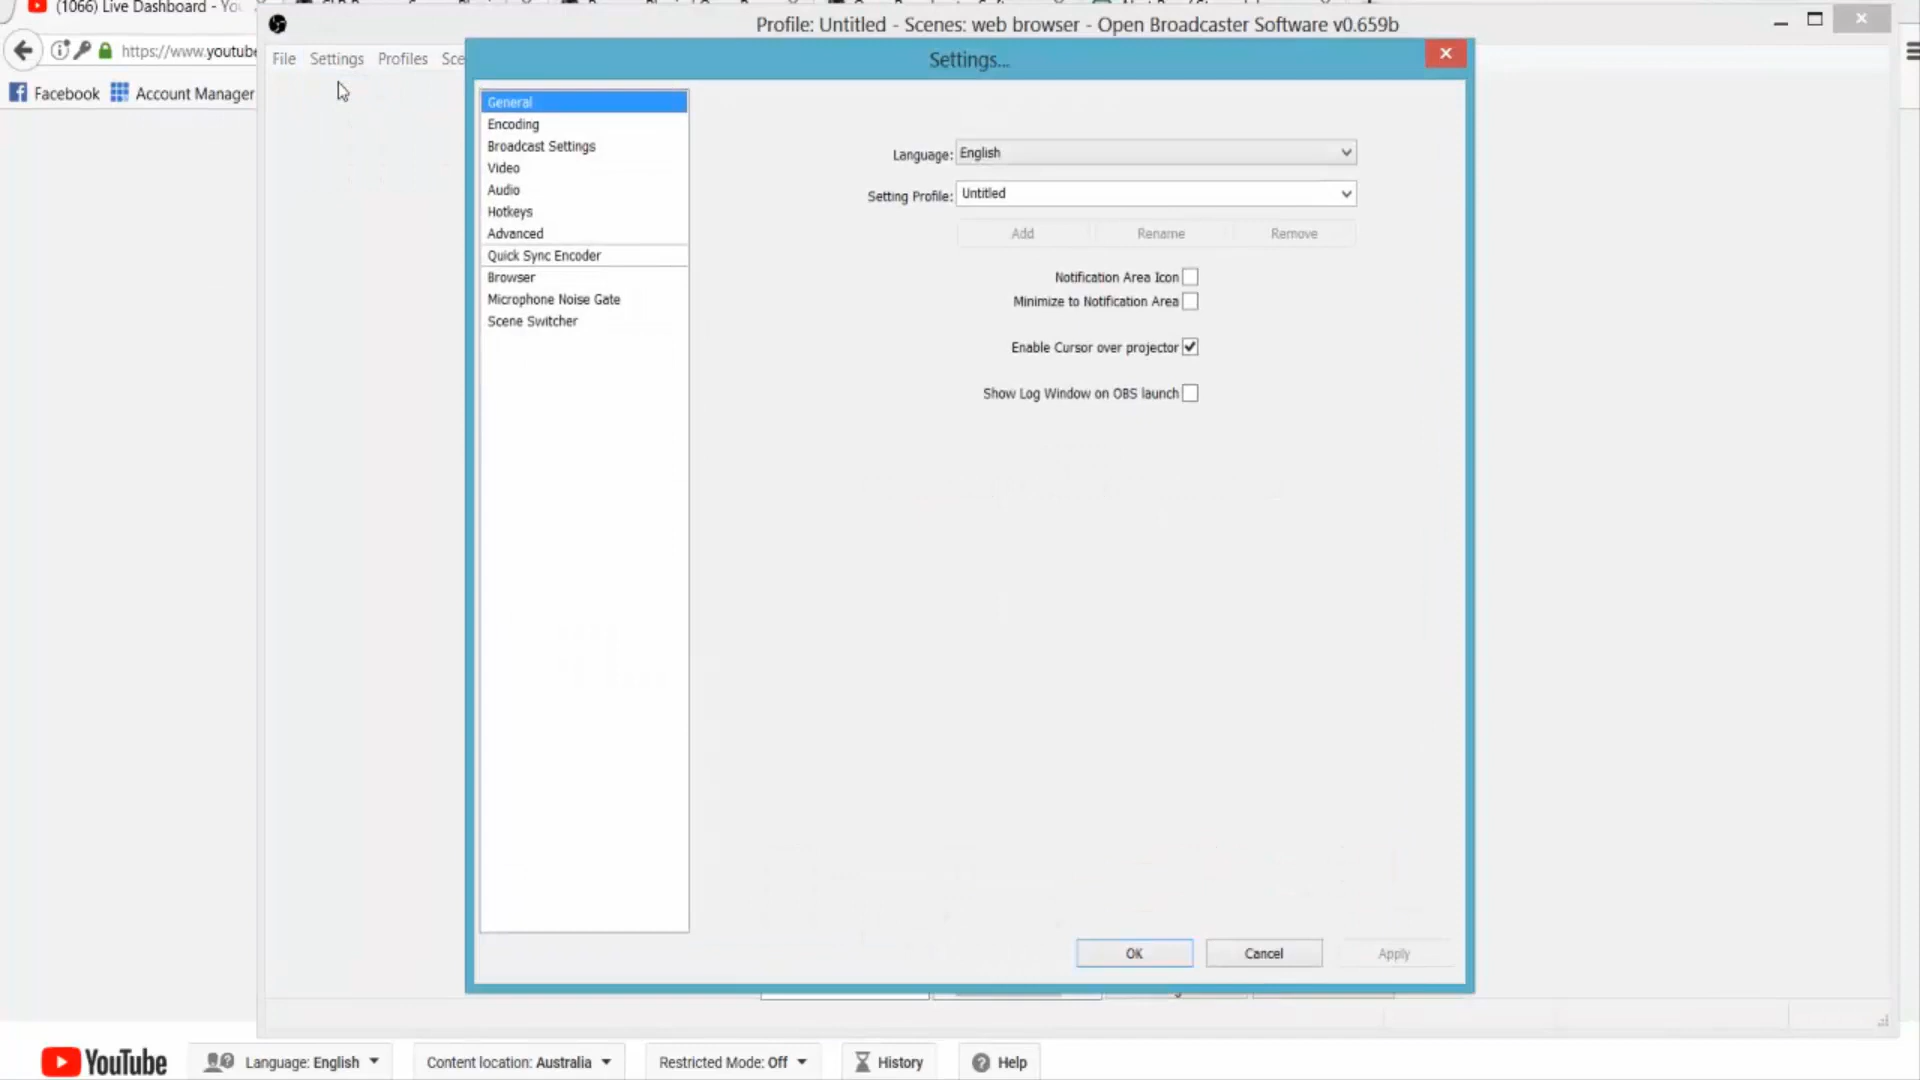 (1066) Live Dashboard - Yo
Profile: Untitled - Scenes: web browser - Open Broadcaster Software v0.659b
https://www.youtube
File Settings Profiles Sce
Settings...
Facebook Account Manager
General
Encoding
Broadcast Settings
Video
Audio
Hotkeys
Advanced
Quick Sync Encoder
Browser
Microphone Noise Gate
Scene Switcher
Language: English
Setting Profile: Untitled
Add Rename Remove
Notification Area Icon
Minimize to Notification Area
Enable Cursor over projector
Show Log Window on OBS launch
OK Cancel Apply
YouTube Language: English Content location: Australia Restricted Mode: Off History Help